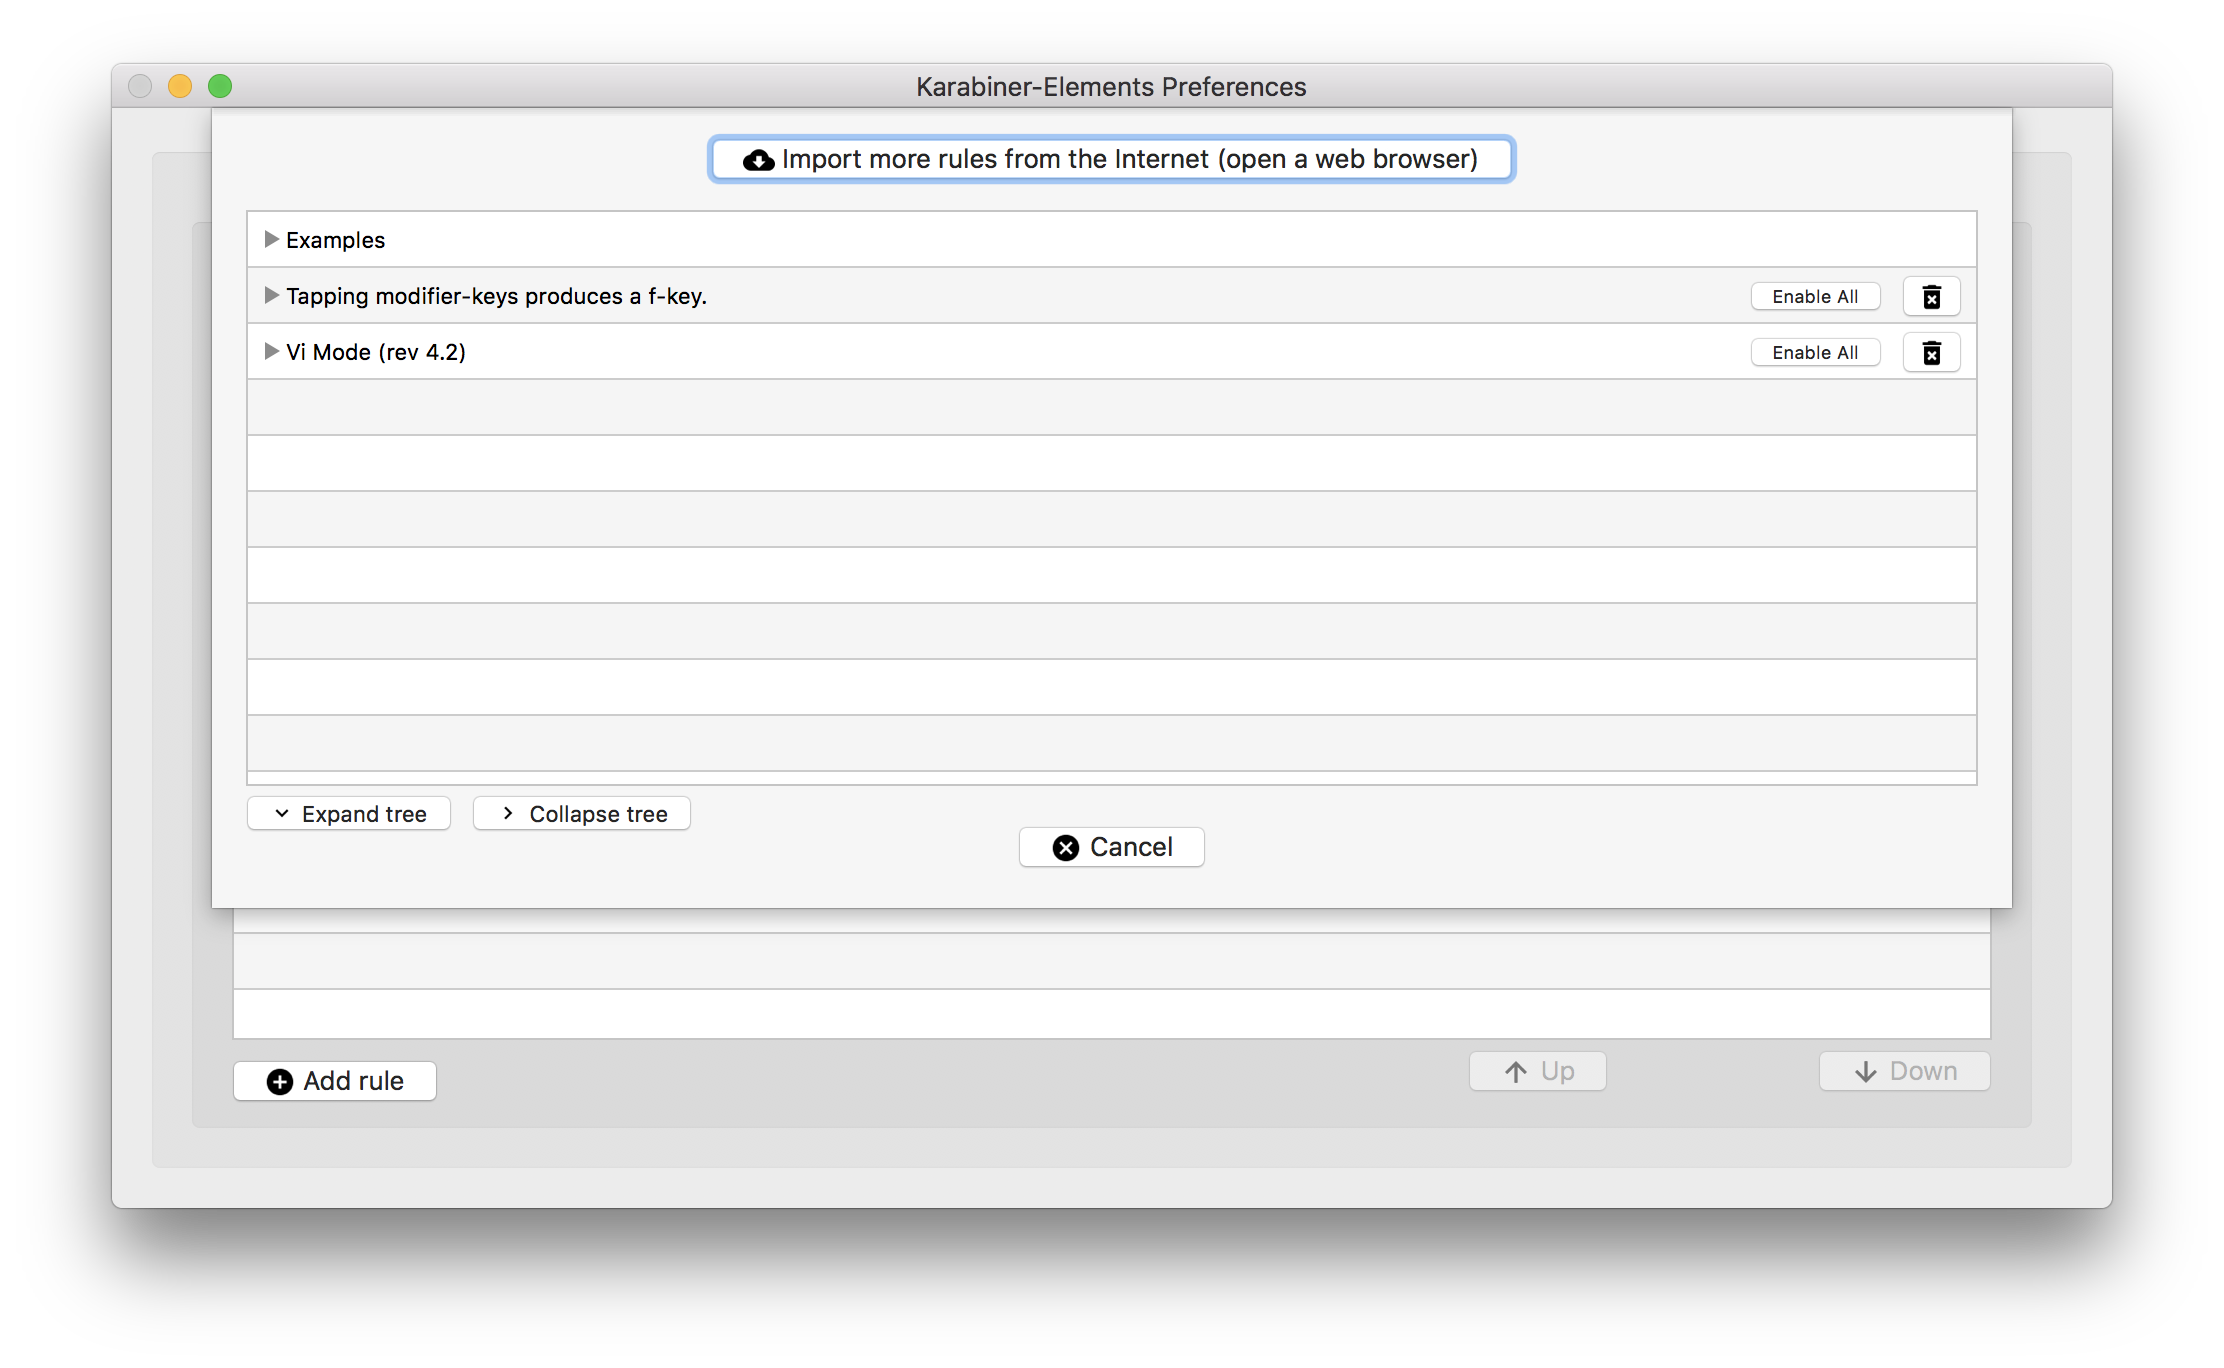 Karabiner-Elements Preferences
Import more rules from the Internet (open a web browser)
Examples
Tapping modifier-keys produces a f-key.
Enable All
Vi Mode (rev 4.2)
Enable All
Expand tree
Collapse tree
Cancel
Add rule
Up
Down